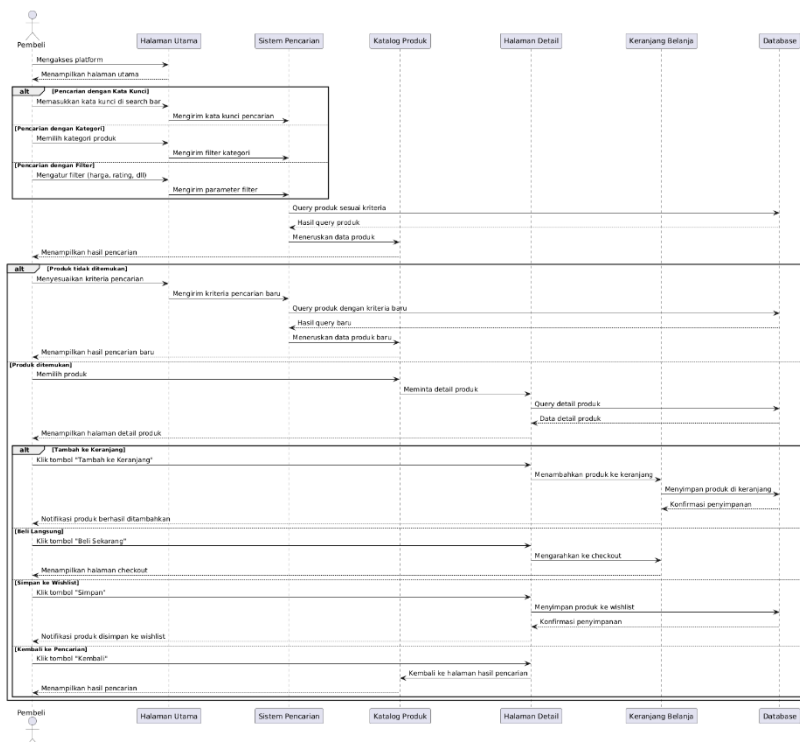 Pembeli
Halaman Utama
Sistem Pencarian
Katalog Produk
Halaman Detail
Keranjang Belanja
Database
Mengakses platform
Menampilkan halaman utama
alt [Pencarian dengan Kata Kunci]
Memasukkan kata kunci di search bar
Mengirim kata kunci pencarian
[Pencarian dengan Kategori]
Memilih kategori produk
Mengirim filter kategori
[Pencarian dengan Filter]
Mengatur filter (harga, rating, dll)
Mengirim parameter filter
Query produk sesuai kriteria
Hasil query produk
Meneruskan data produk
Menampilkan hasil pencarian
alt [Produk tidak ditemukan]
Menyesuaikan kriteria pencarian
Mengirim kriteria pencarian baru
Query produk dengan kriteria baru
Hasil query baru
Meneruskan data produk baru
Menampilkan hasil pencarian baru
[Produk ditemukan]
Memilih produk
Meminta detail produk
Query detail produk
Data detail produk
Menampilkan halaman detail produk
alt [Tambah ke Keranjang]
Klik tombol "Tambah ke Keranjang"
Menambahkan produk ke keranjang
Menyimpan produk di keranjang
Konfirmasi penyimpanan
Notifikasi produk berhasil ditambahkan
[Beli Langsung]
Klik tombol "Beli Sekarang"
Mengarahkan ke checkout
Menampilkan halaman checkout
[Simpan ke Wishlist]
Klik tombol "Simpan"
Menyimpan produk ke wishlist
Konfirmasi penyimpanan
Notifikasi produk disimpan ke wishlist
[Kembali ke Pencarian]
Klik tombol "Kembali"
Kembali ke halaman hasil pencarian
Menampilkan hasil pencarian
Pembeli
Halaman Utama
Sistem Pencarian
Katalog Produk
Halaman Detail
Keranjang Belanja
Database